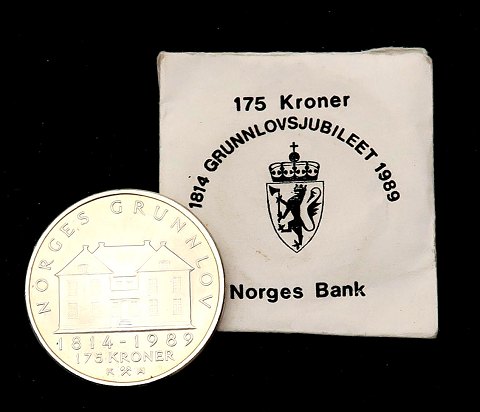 175 Kroner
1814 GRUNNLOVSJUBILEET 1989
Norges Bank
NORGES GRUNNLOV
1814-1989
175 KRONER
K ⚒ A